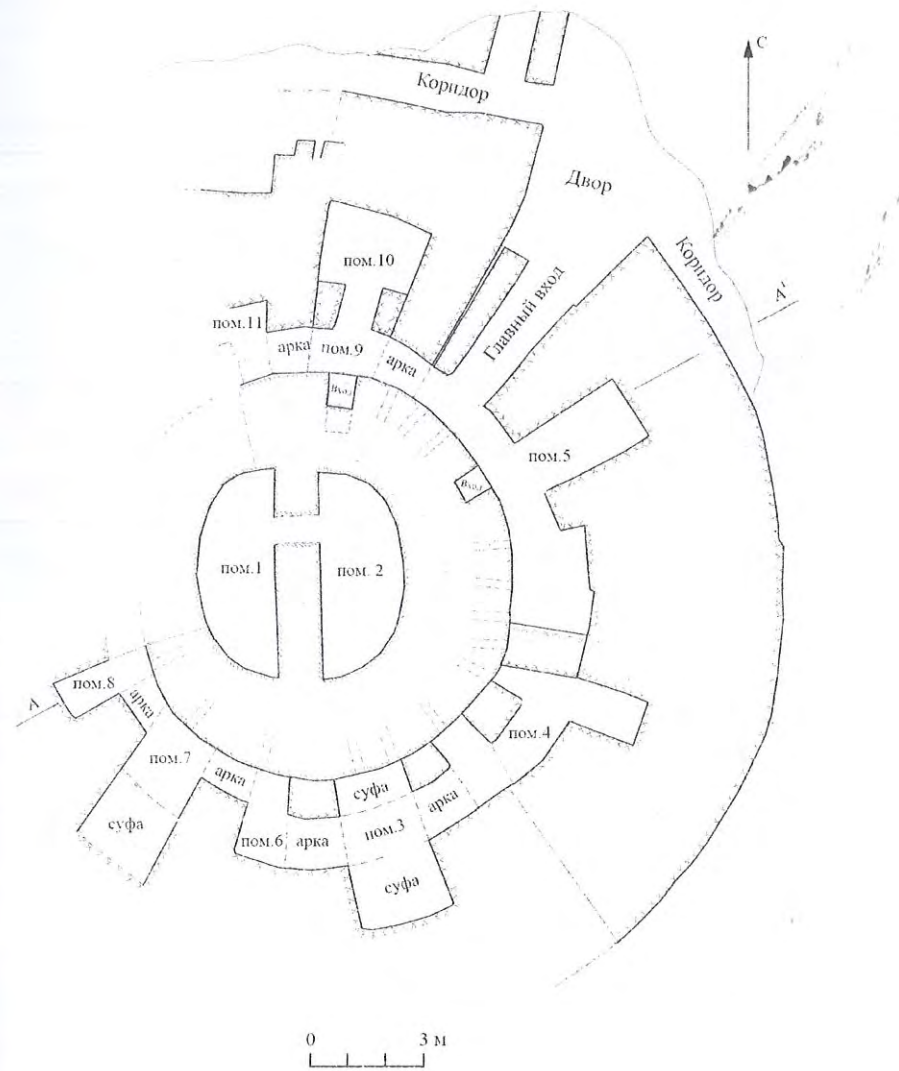 С
Коридор
Двор
Коридор
А'
пом.10
Главный вход
пом.11
арка
пом.9
арка
вход
пом.5
вход
пом.1
пом. 2
А
пом.8
арка
пом.4
пом.7
арка
суфа
арка
суфа
пом.3
пом.6
арка
суфа
0
3 м